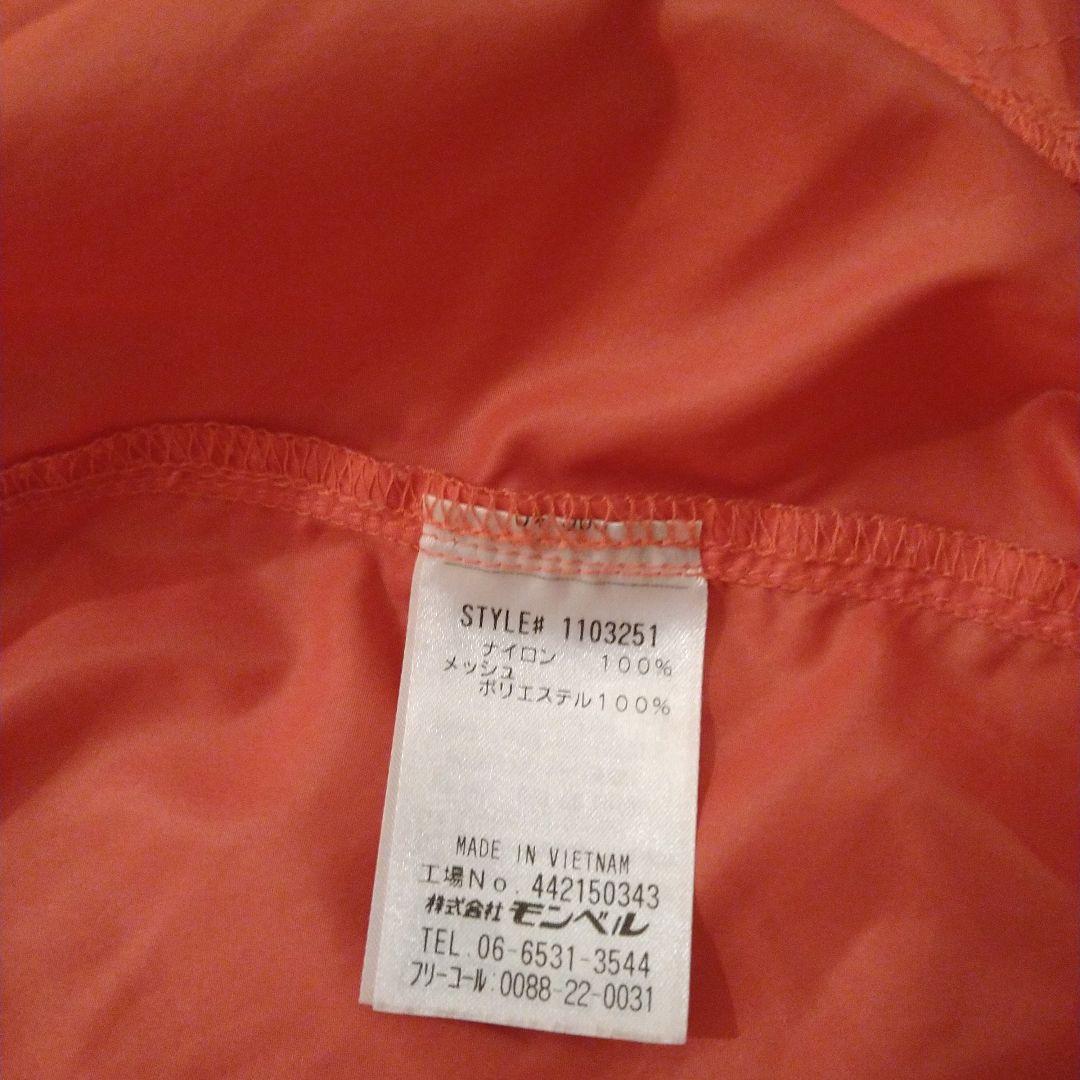 STYLE# 1103251
ナイロン 100%
メッシュ
ポリエステル100%
MADE IN VIETNAM
工場No. 442150343
株式会社 モンベル
TEL.06-6531-3544
フリーコール:0088-22-0031